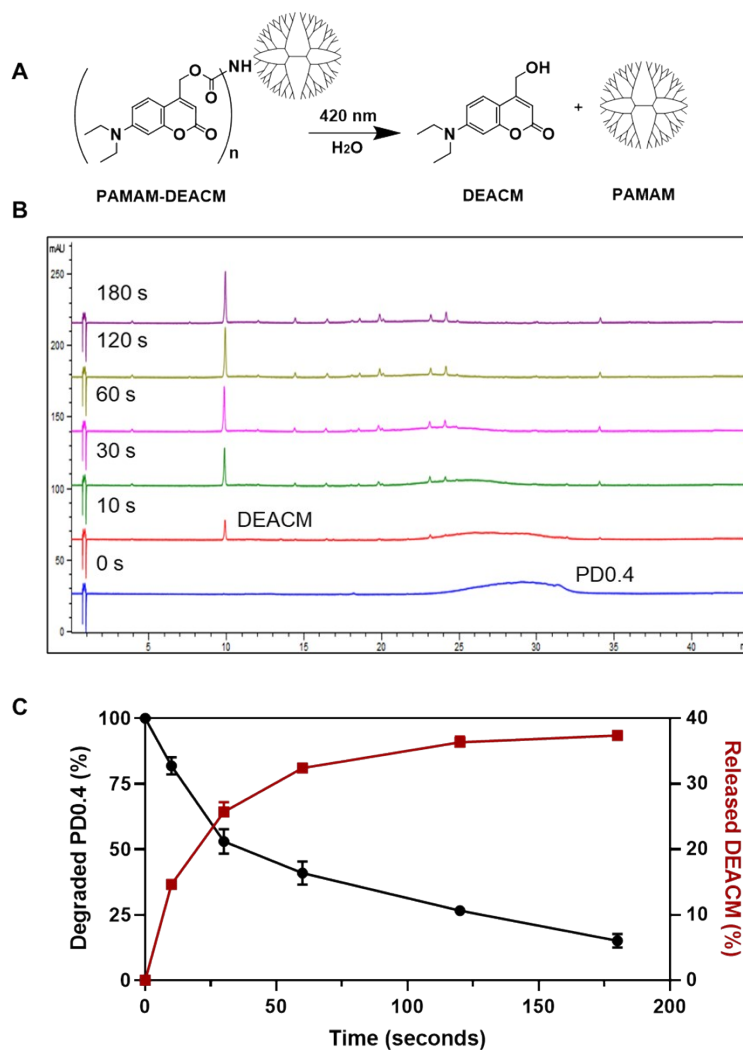 A
O
O
NH
O
N
O
O
n
PAMAM-DEACM
420 nm
H2O
OH
N
O
O
DEACM
+
PAMAM
B
mAU
250
200
150
100
50
0
180 s
120 s
60 s
30 s
10 s
0 s
DEACM
PD0.4
5
10
15
20
25
30
35
40
C
Degraded PD0.4 (%)
100
75
50
25
0
40
30
20
10
0
Released DEACM (%)
0
50
100
150
200
Time (seconds)